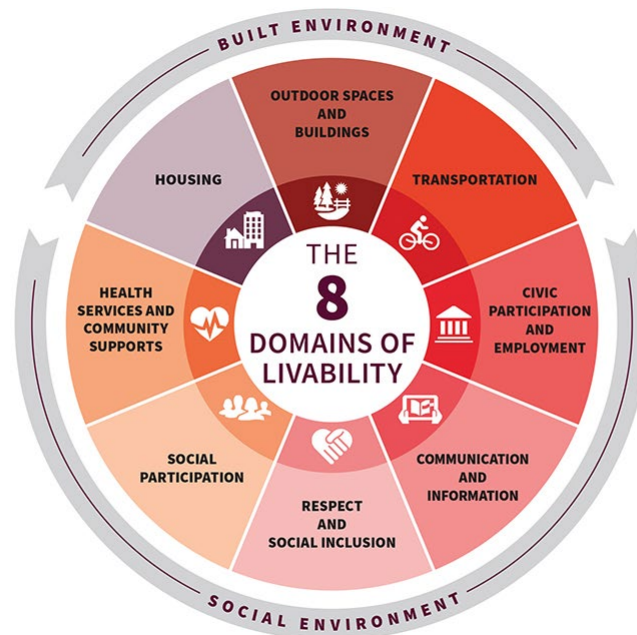 BUILT ENVIRONMENT
OUTDOOR SPACES
AND
BUILDINGS
TRANSPORTATION
CIVIC
PARTICIPATION
AND
EMPLOYMENT
COMMUNICATION
AND
INFORMATION
RESPECT
AND
SOCIAL INCLUSION
SOCIAL
PARTICIPATION
HEALTH
SERVICES AND
COMMUNITY
SUPPORTS
HOUSING
THE
8
DOMAINS OF
LIVABILITY
SOCIAL ENVIRONMENT